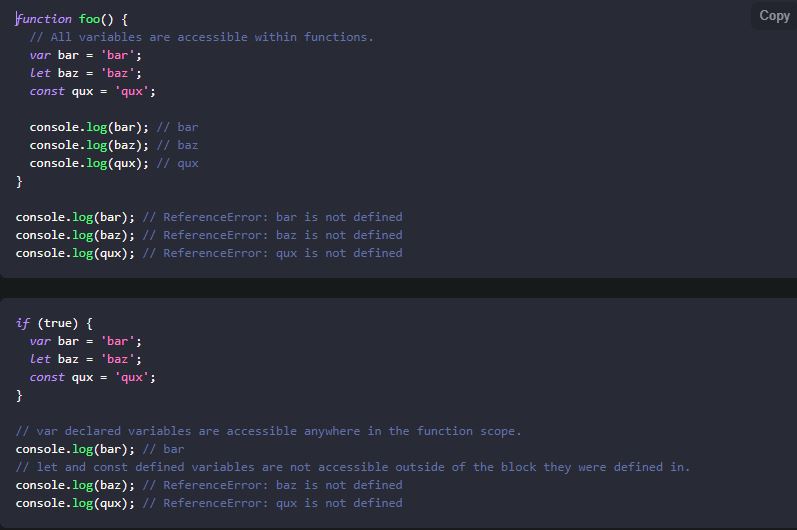 Copy
function foo() {
  // All variables are accessible within functions.
  var bar = 'bar';
  let baz = 'baz';
  const qux = 'qux';

  console.log(bar); // bar
  console.log(baz); // baz
  console.log(qux); // qux
}

console.log(bar); // ReferenceError: bar is not defined
console.log(baz); // ReferenceError: baz is not defined
console.log(qux); // ReferenceError: qux is not defined

if (true) {
  var bar = 'bar';
  let baz = 'baz';
  const qux = 'qux';
}

// var declared variables are accessible anywhere in the function scope.
console.log(bar); // bar
// let and const defined variables are not accessible outside of the block they were defined in.
console.log(baz); // ReferenceError: baz is not defined
console.log(qux); // ReferenceError: qux is not defined